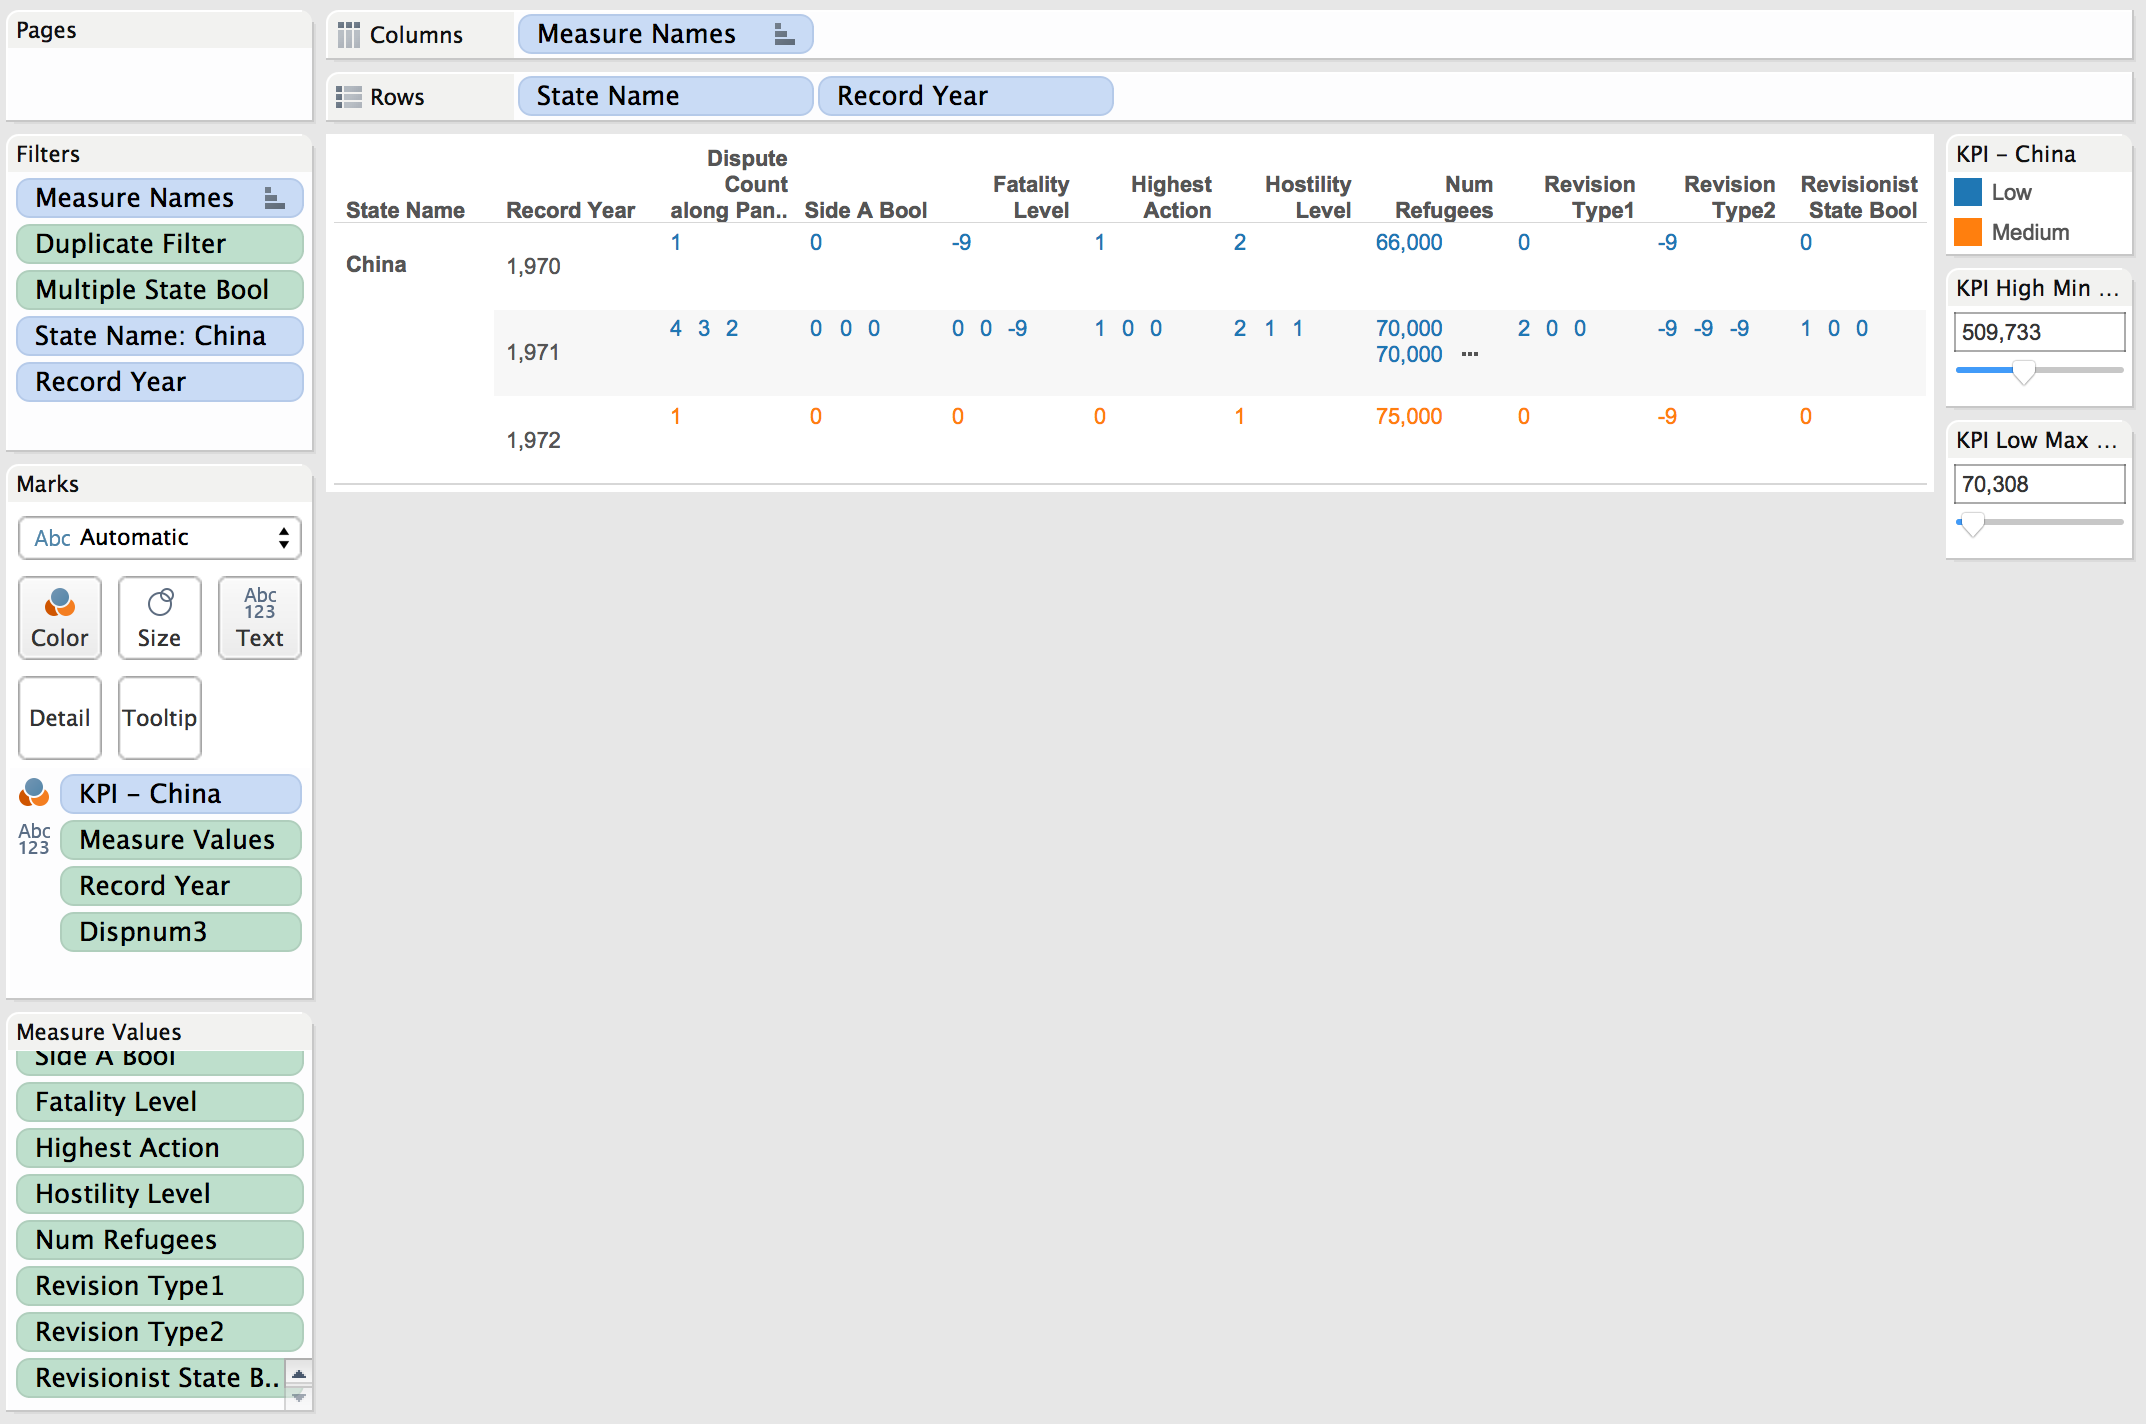 Pages
Columns
Measure Names
Rows
State Name
Record Year
Filters
Measure Names
Duplicate Filter
Multiple State Bool
State Name: China
Record Year
Marks
Abc Automatic
Color
Size
Abc
123
Text
Detail
Tooltip
KPI – China
Abc
123
Measure Values
Record Year
Dispnum3
Measure Values
Side A Bool
Fatality Level
Highest Action
Hostility Level
Num Refugees
Revision Type1
Revision Type2
Revisionist State B..
State Name
Record Year
Dispute
Count
along Pan..
Side A Bool
Fatality
Level
Highest
Action
Hostility
Level
Num
Refugees
Revision
Type1
Revision
Type2
Revisionist
State Bool
China
1,970
1
0
-9
1
2
66,000
0
-9
0
1,971
4 3 2
0 0 0
0 0 -9
1 0 0
2 1 1
70,000
70,000 ...
2 0 0
-9 -9 -9
1 0 0
1,972
1
0
0
0
1
75,000
0
-9
0
KPI – China
Low
Medium
KPI High Min ...
509,733
KPI Low Max ...
70,308